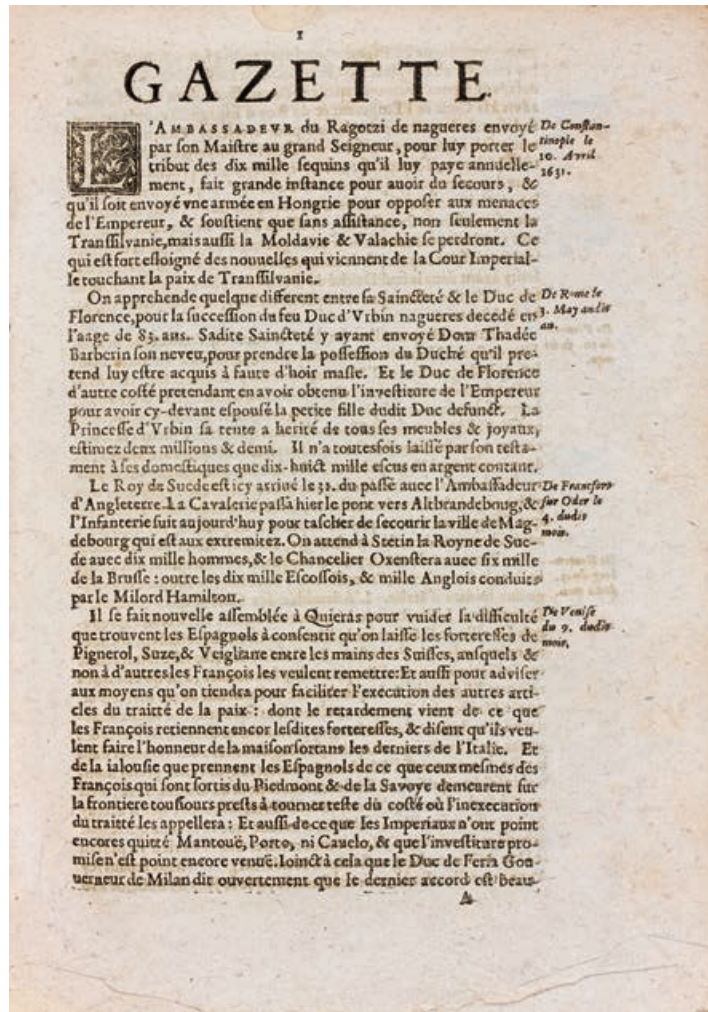 1
GAZETTE.
L'AMBASSADEVR du Ragotzi de nagueres envoyé
par son Maistre au grand Seigneur, pour luy porter le
tribut des dix mille sequins qu'il luy paye annuelle-
ment, fait grande instance pour auoir du secours, &
qu'il soit envoyé vne armée en Hongrie pour opposer aux menaces
de l'Empereur, & soustient que sans assistance, non seulement la
Transsilvanie, mais aussi la Moldavie & Valachie se perdront. Ce
qui est fort esloigné des nouuelles qui viennent de la Cour Imperial-
le touchant la paix de Transsilvanie.
De Constan-
tinople le
10. Avril
1631.
On apprehende quelque different entre sa Saincteté & le Duc de
Florence, pour la succession du feu Duc d'Vrbin nagueres decedé en
l'aage de 83. ans. Sadite Saincteté y ayant envoyé Dom Thadée
Barberin son neveu, pour prendre la possession du Duché qu'il pre-
tend luy estre acquis à faute d'hoir masle. Et le Duc de Florence
d'autre costé pretendant en avoir obtenu l'investiture de l'Empereur
pour avoir cy-devant espousé la petite fille dudit Duc defunct. La
Princesse d'Vrbin sa tente a herité de tous ses meubles & joyaux,
estimez deux millions & demi. Il n'a toutesfois laissé par son testa-
ment à ses domestiques que dix-huict mille escus en argent contant.
De Rome le
3. May audit
an.
Le Roy de Suede est icy arriué le 31. du passé auec l'Ambassadeur
d'Angleterre. La Cavalerie passa hier le pont vers Altbrandeboug, &
l'Infanterie suit aujourd'huy pour tascher de secourir la ville de Mag-
debourg qui est aux extremitez. On attend à Stetin la Royne de Sue-
de auec dix mille hommes, & le Chancelier Oxenstern auec six mille
de la Brusse : outre les dix mille Escossois, & mille Anglois conduits
par le Milord Hamilton.
De Francfort
sur Oder le
4. dudit
mois.
Il se fait nouvelle assemblée à Quieras pour vuider la difficulté
que trouvent les Espagnols à consentir qu'on laisse les forteresses de
Pignerol, Suze, & Veigliane entre les mains des Suisses, ausquels &
non à d'autres les François les veulent remettre: Et aussi pour adviser
aux moyens qu'on tiendra pour faciliter l'execution des autres arti-
cles du traitté de la paix : dont le retardement vient de ce que
les François retiennent encor lesdites forteresses, & disent qu'ils veu-
lent faire l'honneur de la maison sortans les derniers de l'Italie. Et
de la ialousie que prennent les Espagnols de ce que ceux mesmes des
François qui sont sortis du Piedmont & de la Savoye demeurent sur
la frontiere tousiours prests à tourner teste du costé où l'inexecution
du traitté les appellera : Et aussi de ce que les Imperiaux n'ont point
encores quitté Mantouë, Porto, ni Cauelo, & que l'investiture pro-
mise n'est point encore venuë. Ioinct à cela que le Duc de Feria Gou-
uerneur de Milan dit ouvertement que le dernier accord est beau-
De Venise
du 9. dudit
mois,
A